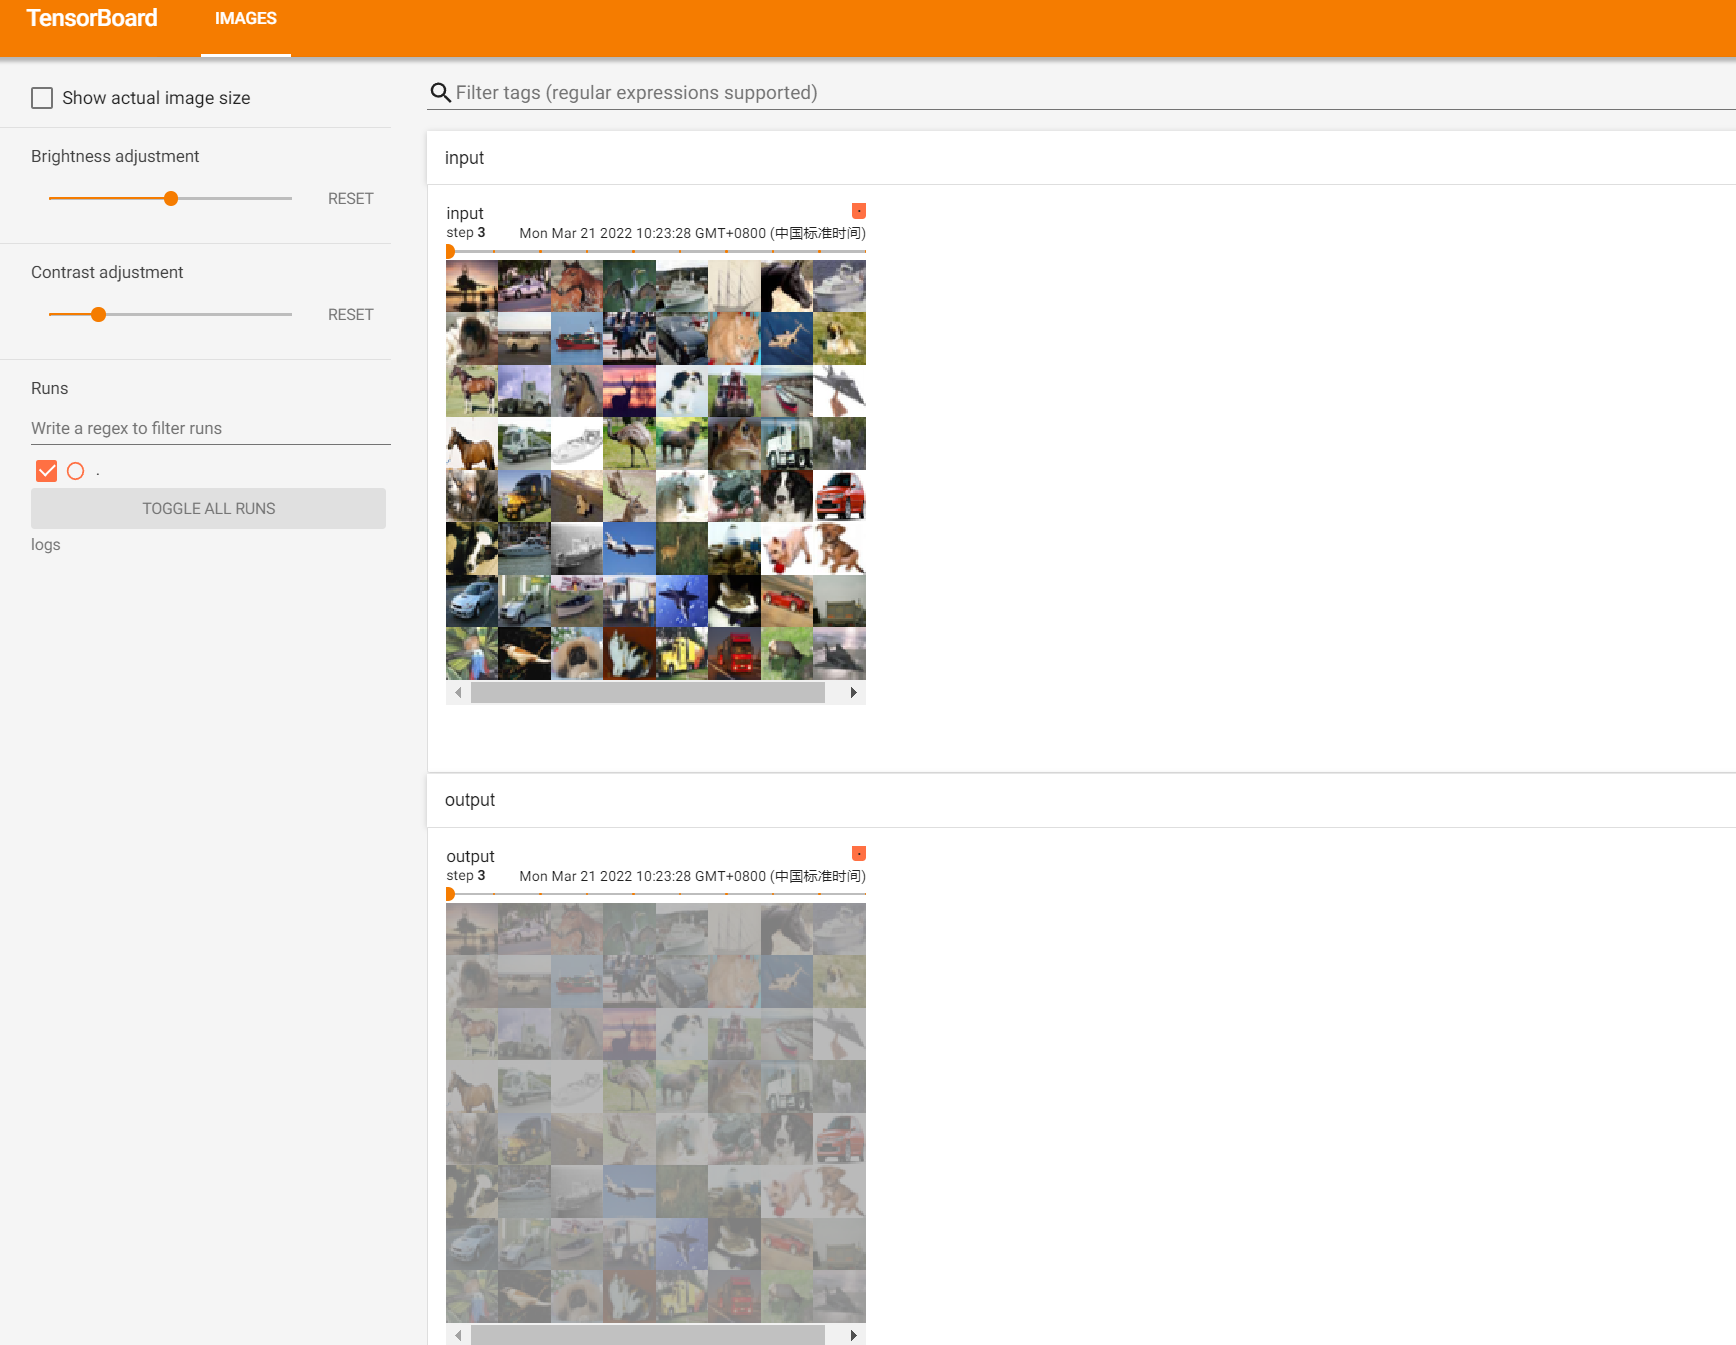 TensorBoard
IMAGES
Show actual image size
Brightness adjustment
RESET
Contrast adjustment
RESET
Runs
Write a regex to filter runs
.
TOGGLE ALL RUNS
logs
Filter tags (regular expressions supported)
input
input
step 3 Mon Mar 21 2022 10:23:28 GMT+0800 (中国标准时间)
output
output
step 3 Mon Mar 21 2022 10:23:28 GMT+0800 (中国标准时间)